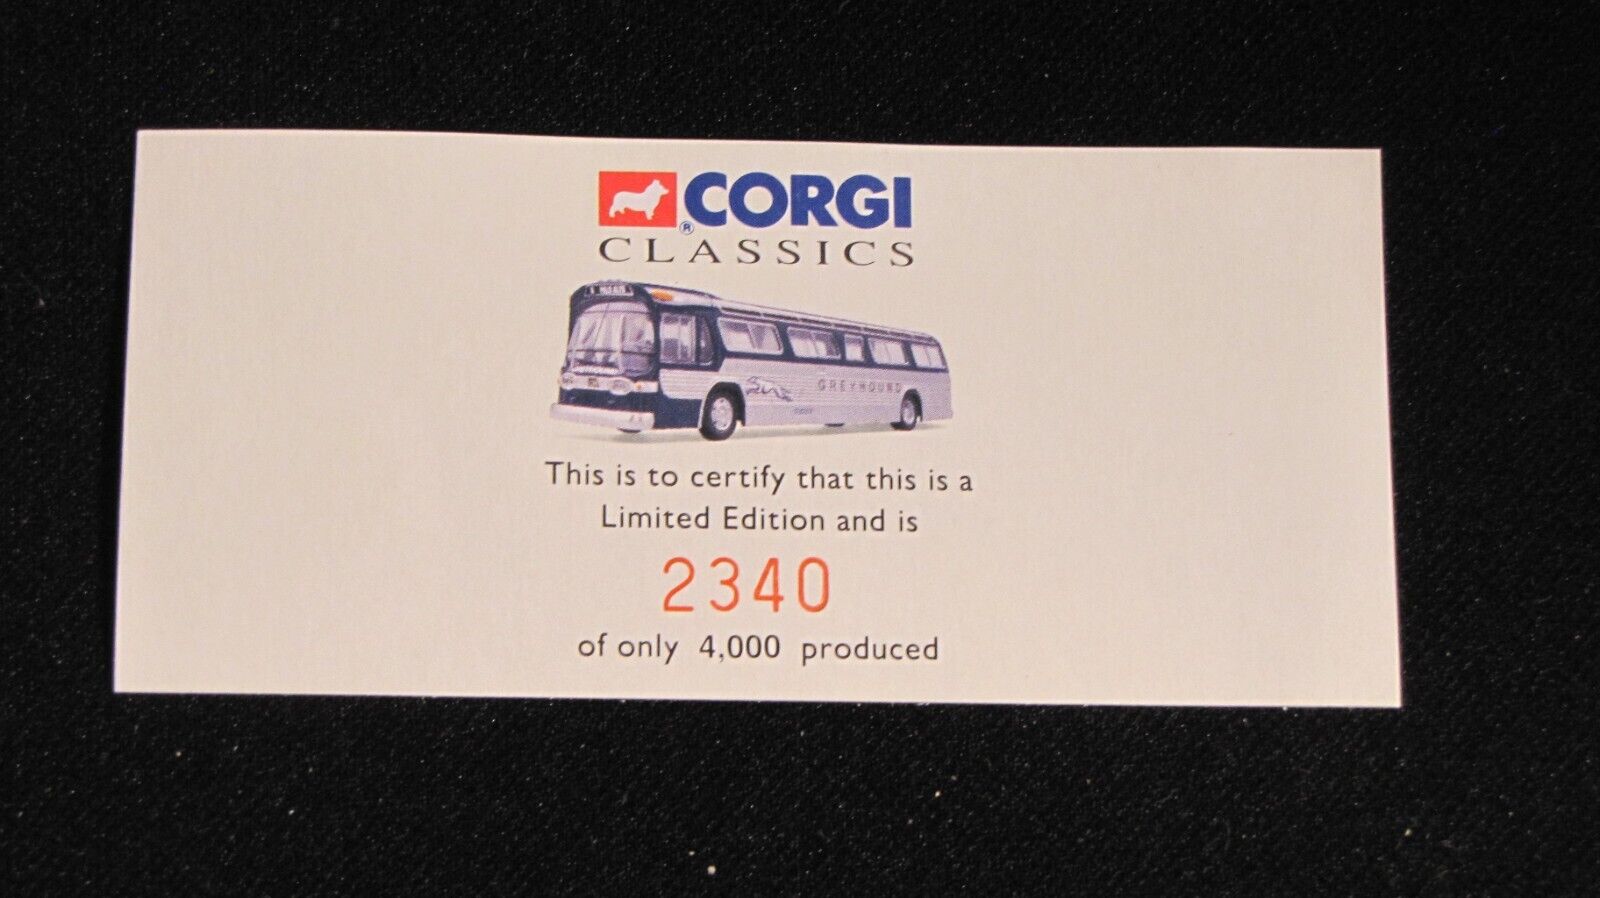 CORGI
®
CLASSICS
GREYHOUND
This is to certify that this is a
Limited Edition and is
2340
of only 4,000 produced